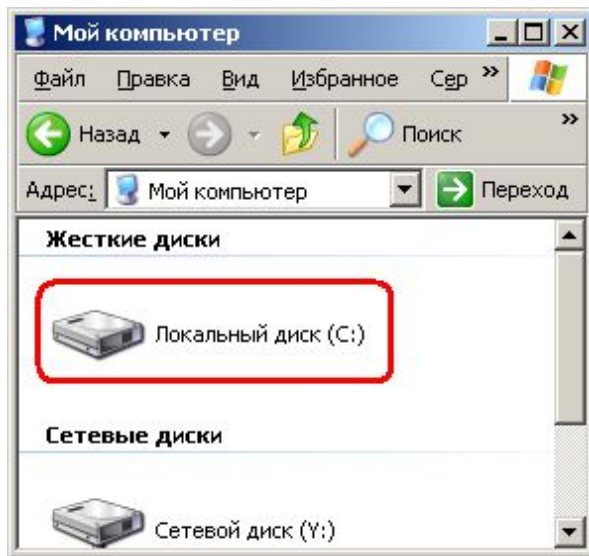 Мой компьютер
Файл Правка Вид Избранное Сер »
Назад Поиск »
Адрес: Мой компьютер Переход
Жесткие диски
Локальный диск (C:)
Сетевые диски
Сетевой диск (Y:)